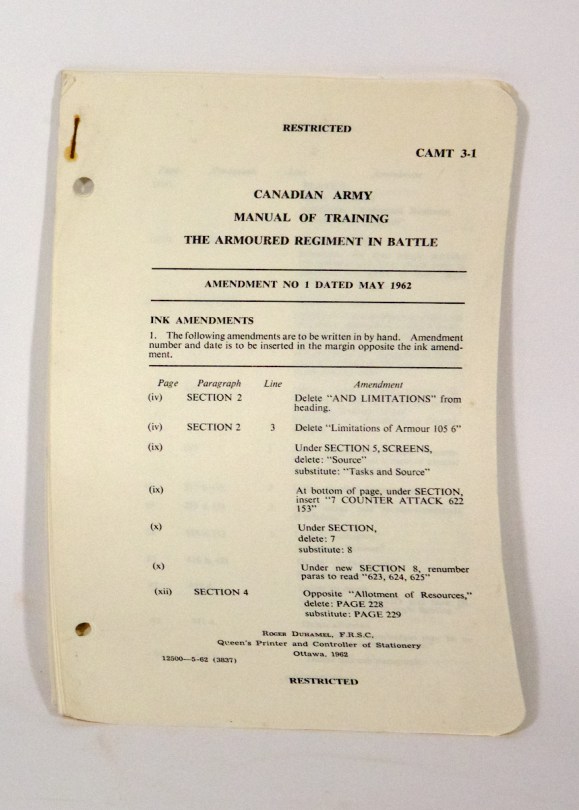 RESTRICTED
CAMT 3-1
CANADIAN ARMY
MANUAL OF TRAINING
THE ARMOURED REGIMENT IN BATTLE
AMENDMENT NO 1 DATED MAY 1962
INK AMENDMENTS
1. The following amendments are to be written in by hand. Amendment
number and date is to be inserted in the margin opposite the ink amend-
ment.
Page Paragraph Line Amendment
(iv) SECTION 2 Delete "AND LIMITATIONS" from
heading.
(iv) SECTION 2 3 Delete "Limitations of Armour 105 6"
(ix) Under SECTION 5, SCREENS,
delete: "Source"
substitute: "Tasks and Source"
(ix) At bottom of page, under SECTION,
insert "7 COUNTER ATTACK 622
153"
(x) Under SECTION,
delete: 7
substitute: 8
(x) Under new SECTION 8, renumber
paras to read "623, 624, 625"
(xii) SECTION 4 Opposite "Allotment of Resources,"
delete: PAGE 228
substitute: PAGE 229
ROGER DUHAMEL, F.R.S.C.
Queen's Printer and Controller of Stationery
Ottawa, 1962
12500—5-62 (3837)
RESTRICTED